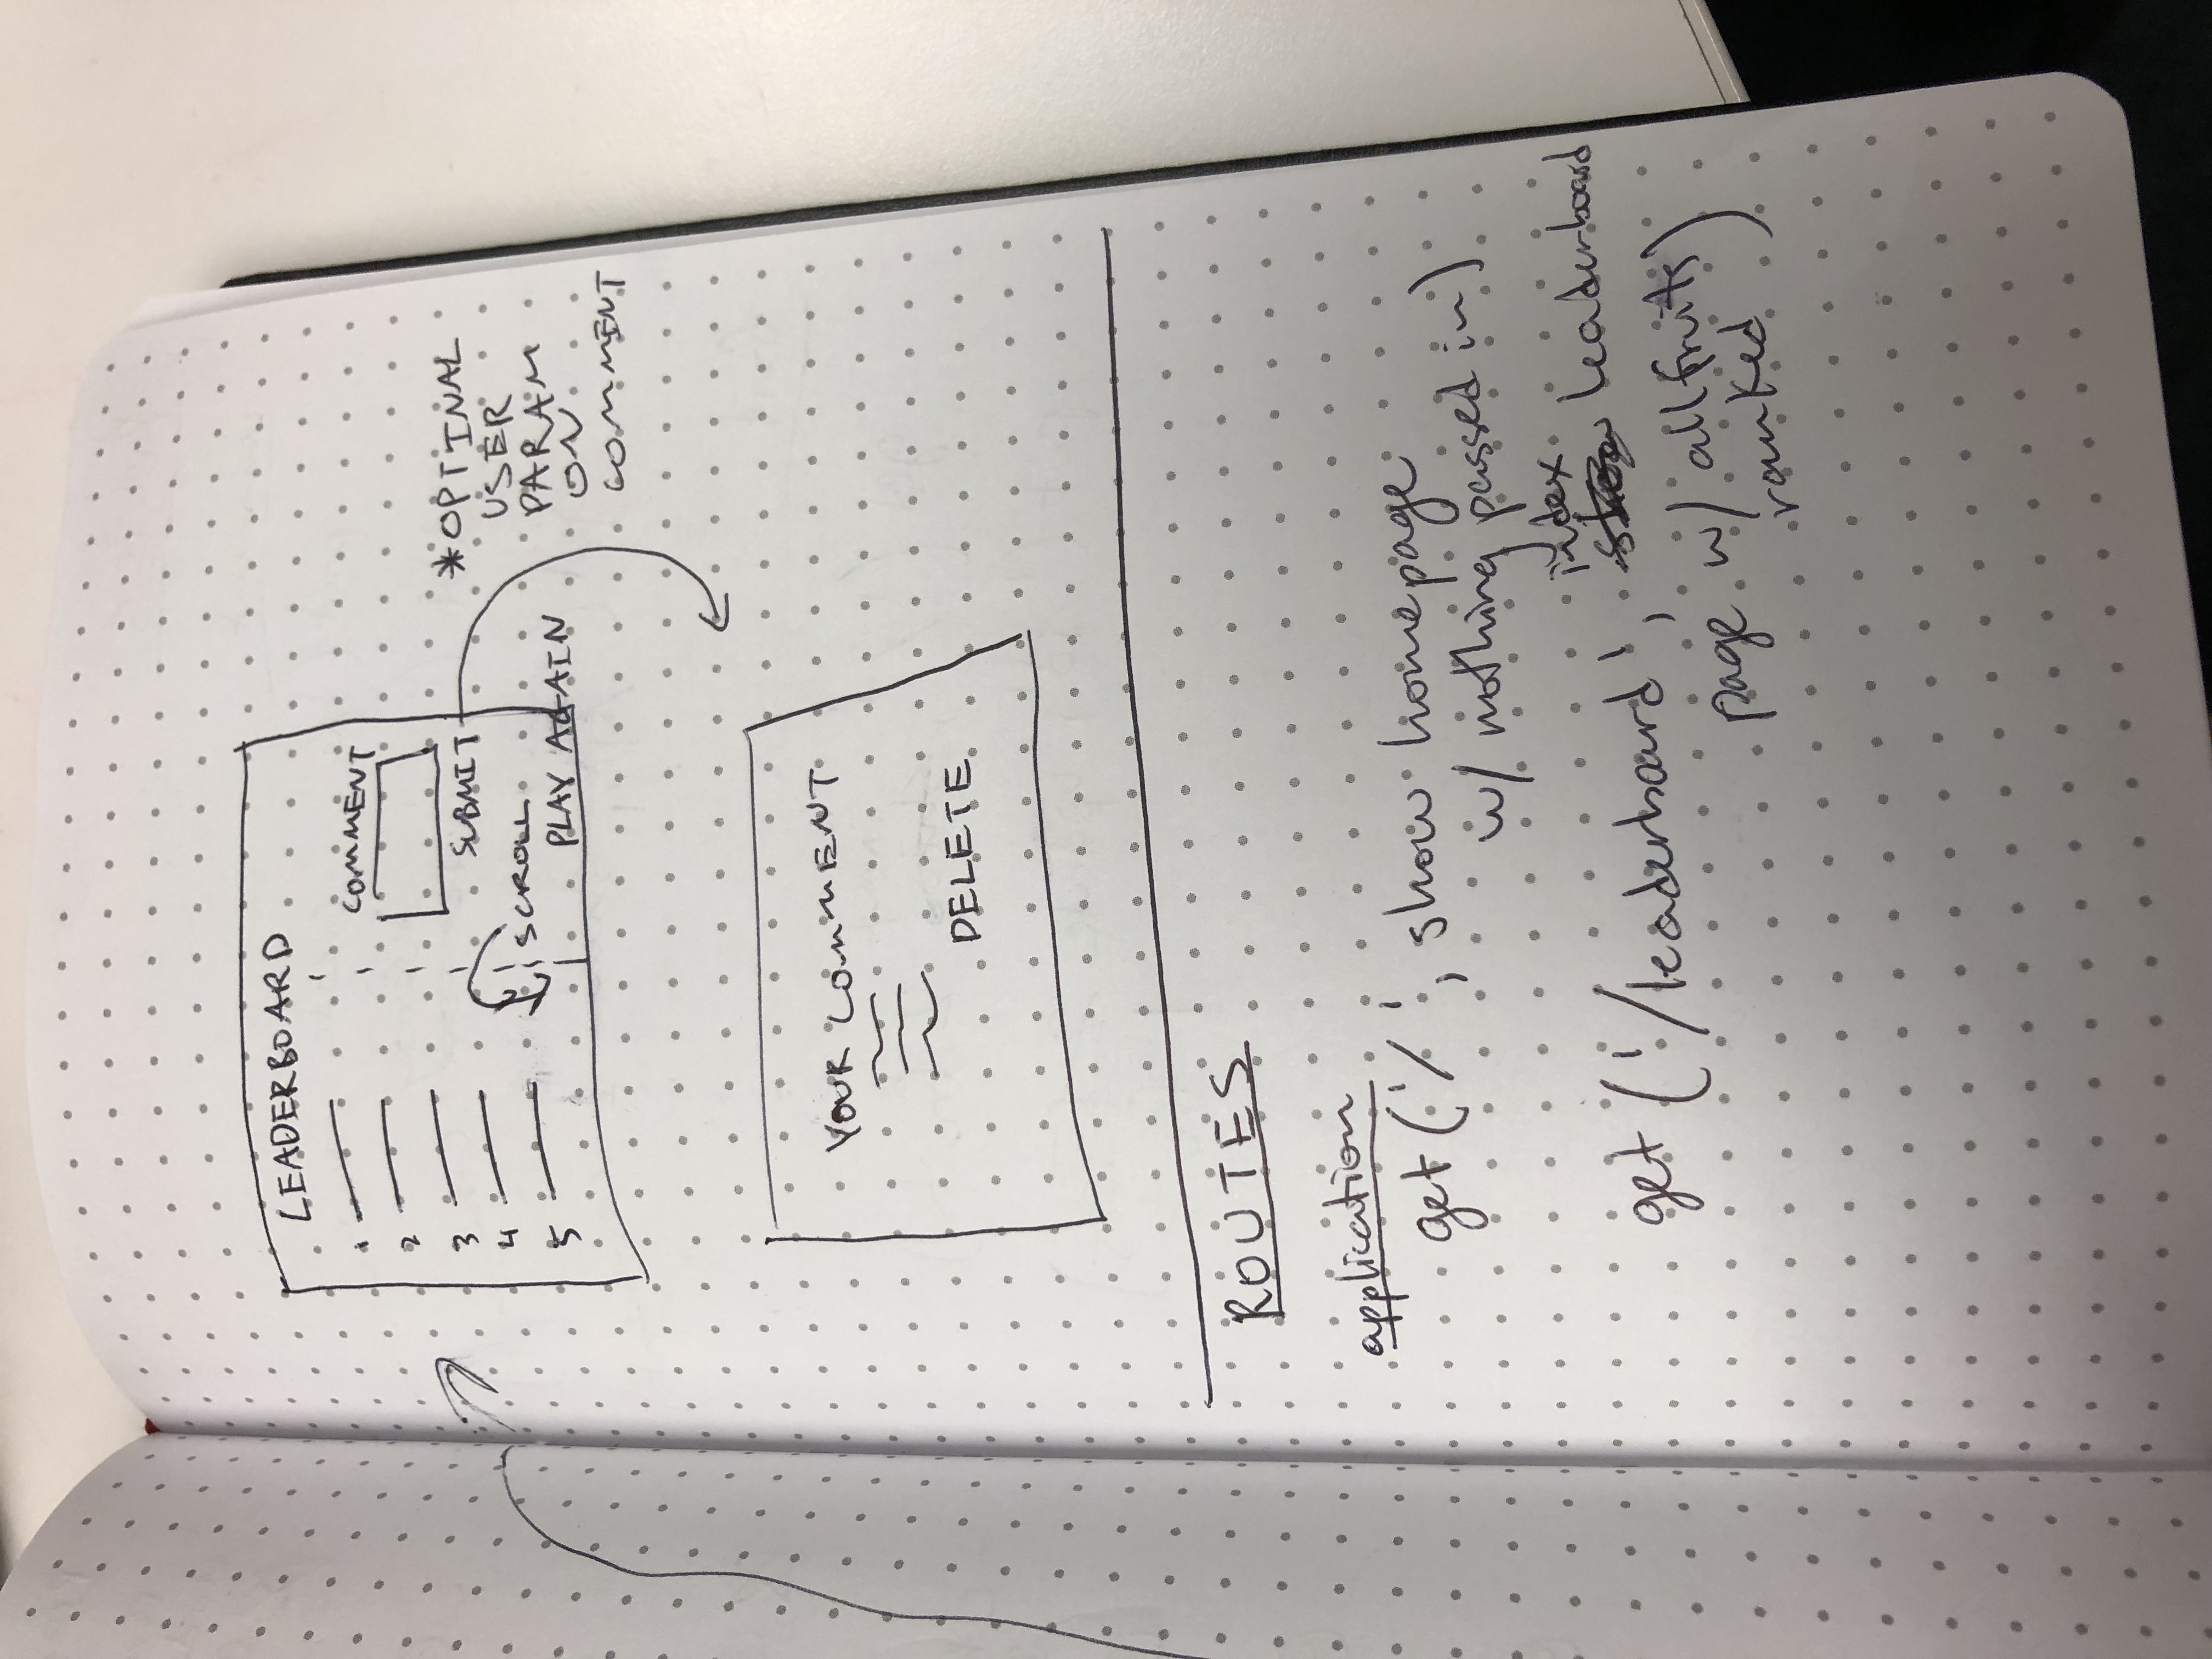 LEADERBOARD
1
2
3
4
5
COMMENT
SUBMIT
SCROLL
PLAY AGAIN
*OPTINAL
USER
PARAM
ON
COMMENT
YOUR COMMENT
DELETE
ROUTES
application
get('/', show homepage
w/ nothing passed in)
index
get('/leaderboard', show leaderboard
page w/ all fruits)
ranked